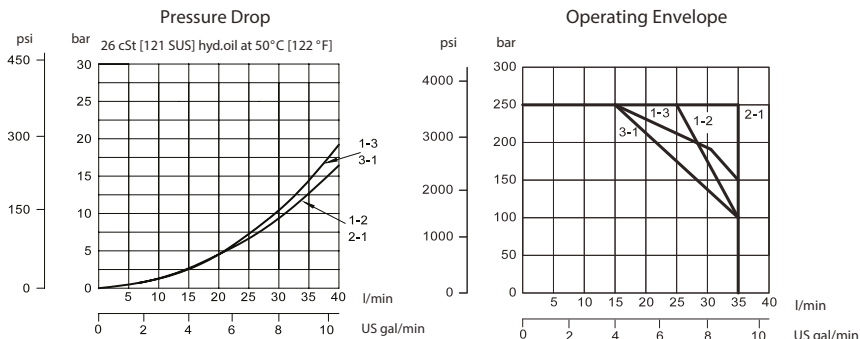 Pressure Drop
psi
bar
26 cSt [121 SUS] hyd.oil at 50°C [122 °F]
450
300
150
0
30
25
20
15
10
5
0
1-3
3-1
1-2
2-1
5 10 15 20 25 30 35 40
l/min
0 2 4 6 8 10
US gal/min
Operating Envelope
psi
bar
4000
3000
2000
1000
0
300
250
200
150
100
50
0
1-3
3-1
1-2
2-1
0 5 10 15 20 25 30 35 40
l/min
0 2 4 6 8 10
US gal/min